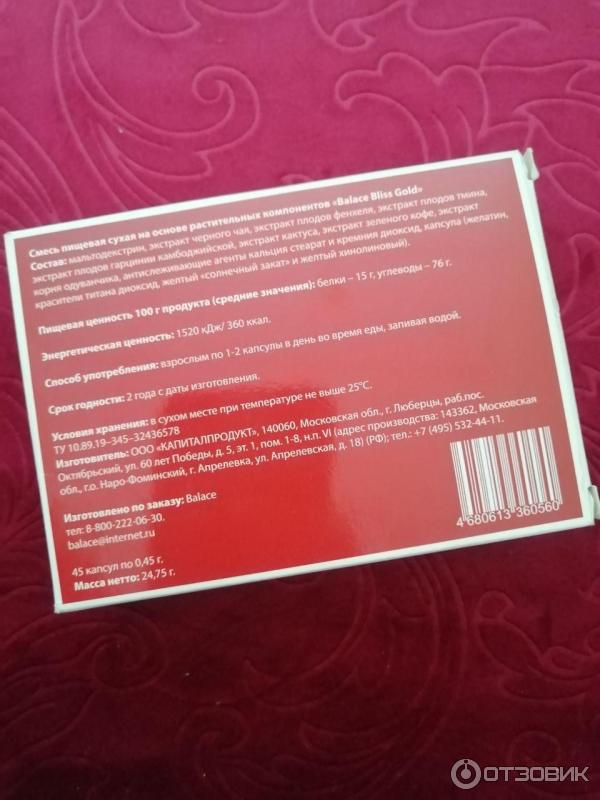 Смесь пищевая сухая на основе растительных компонентов «Balace Bliss Gold»
Состав: мальтодекстрин, экстракт черного чая, экстракт плодов фенхеля, экстракт плодов тмина,
экстракт плодов гарцинии камбоджийской, экстракт кактуса, экстракт зеленого кофе, экстракт
корня одуванчика, антислеживающие агенты кальция стеарат и кремния диоксид, капсула (желатин,
красители титана диоксид, желтый «солнечный закат» и желтый хинолиновый).
Пищевая ценность 100 г продукта (средние значения): белки – 15 г, углеводы – 76 г.
Энергетическая ценность: 1520 кДж/ 360 ккал.
Способ употребления: взрослым по 1-2 капсулы в день во время еды, запивая водой.
Срок годности: 2 года с даты изготовления.
Условия хранения: в сухом месте при температуре не выше 25°С.
ТУ 10.89.19–345–32436578
Изготовитель: ООО «КАПИТАЛПРОДУКТ», 140060, Московская обл., г. Люберцы, раб.пос.
Октябрьский, ул. 60 лет Победы, д. 5, эт. 1, пом. 1-8, н.п. VI (адрес производства: 143362, Московская
обл., г.о. Наро-Фоминский, г. Апрелевка, ул. Апрелевская, д. 18) (РФ); тел.: +7 (495) 532-44-11.
Изготовлено по заказу: Balace
тел: 8-800-222-06-30.
balace@internet.ru
45 капсул по 0,45 г.
Масса нетто: 24,75 г.
4 680613 360560
ОТЗОВИК